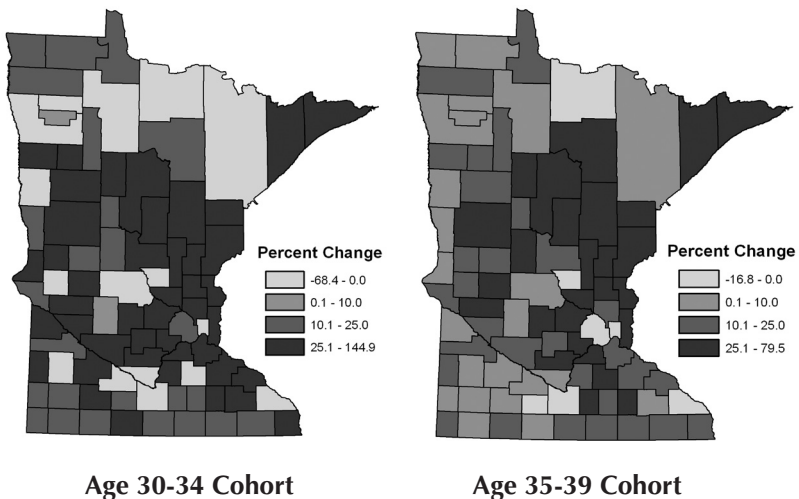 Percent Change
-68.4 - 0.0
0.1 - 10.0
10.1 - 25.0
25.1 - 144.9
Percent Change
-16.8 - 0.0
0.1 - 10.0
10.1 - 25.0
25.1 - 79.5
Age 30-34 Cohort
Age 35-39 Cohort